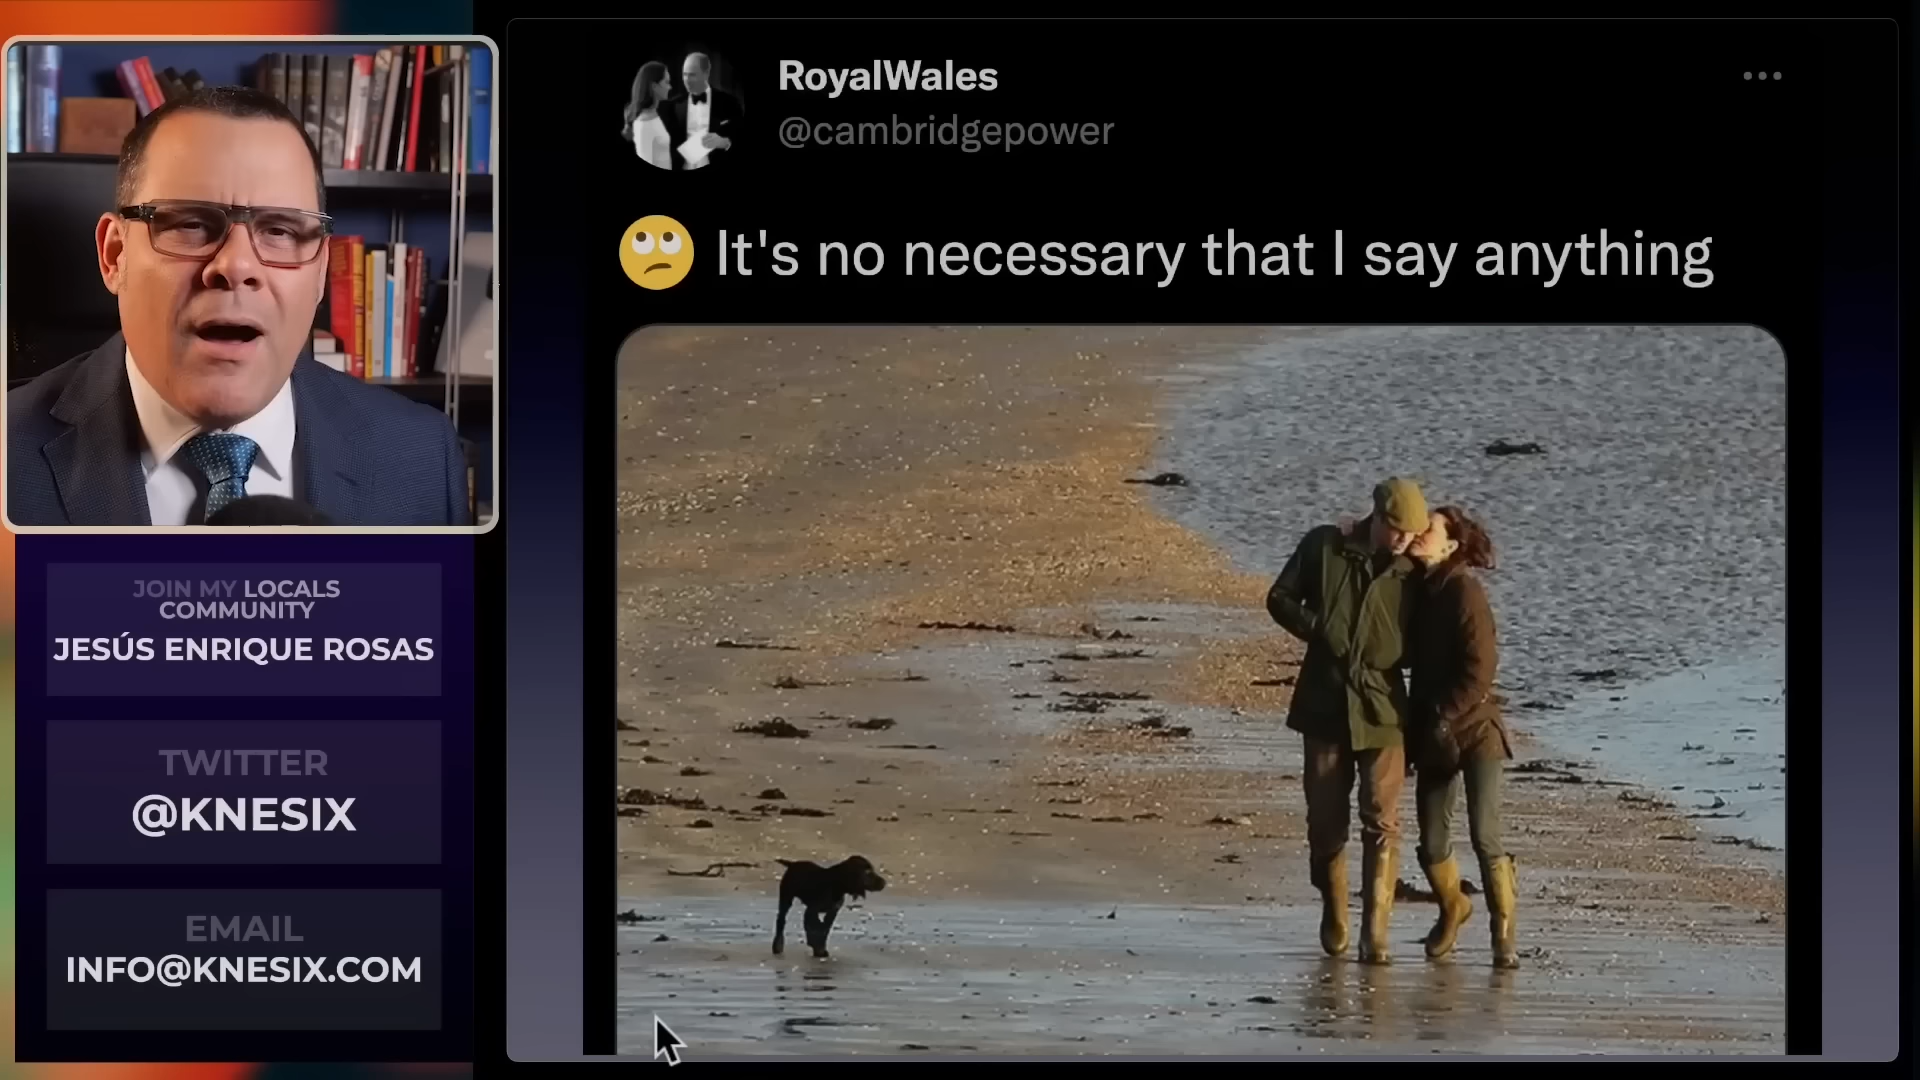 JOIN MY LOCALS
COMMUNITY
JESÚS ENRIQUE ROSAS
TWITTER
@KNESIX
EMAIL
INFO@KNESIX.COM
RoyalWales
@cambridgepower
🙄 It's no necessary that I say anything